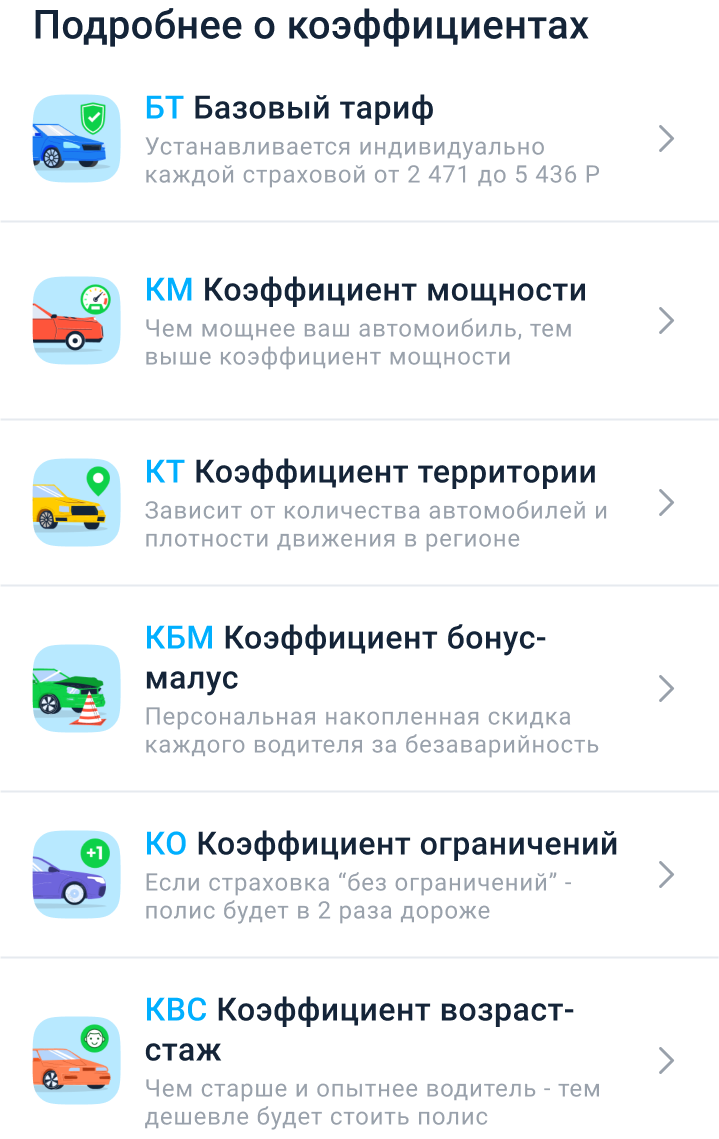 Подробнее о коэффициентах
БТ Базовый тариф
Устанавливается индивидуально
каждой страховой от 2 471 до 5 436 Р
КМ Коэффициент мощности
Чем мощнее ваш автомоибиль, тем
выше коэффициент мощности
КТ Коэффициент территории
Зависит от количества автомобилей и
плотности движения в регионе
КБМ Коэффициент бонус-
малус
Персональная накопленная скидка
каждого водителя за безаварийность
+1
КО Коэффициент ограничений
Если страховка “без ограничений” -
полис будет в 2 раза дороже
КВС Коэффициент возраст-
стаж
Чем старше и опытнее водитель - тем
дешевле будет стоить полис